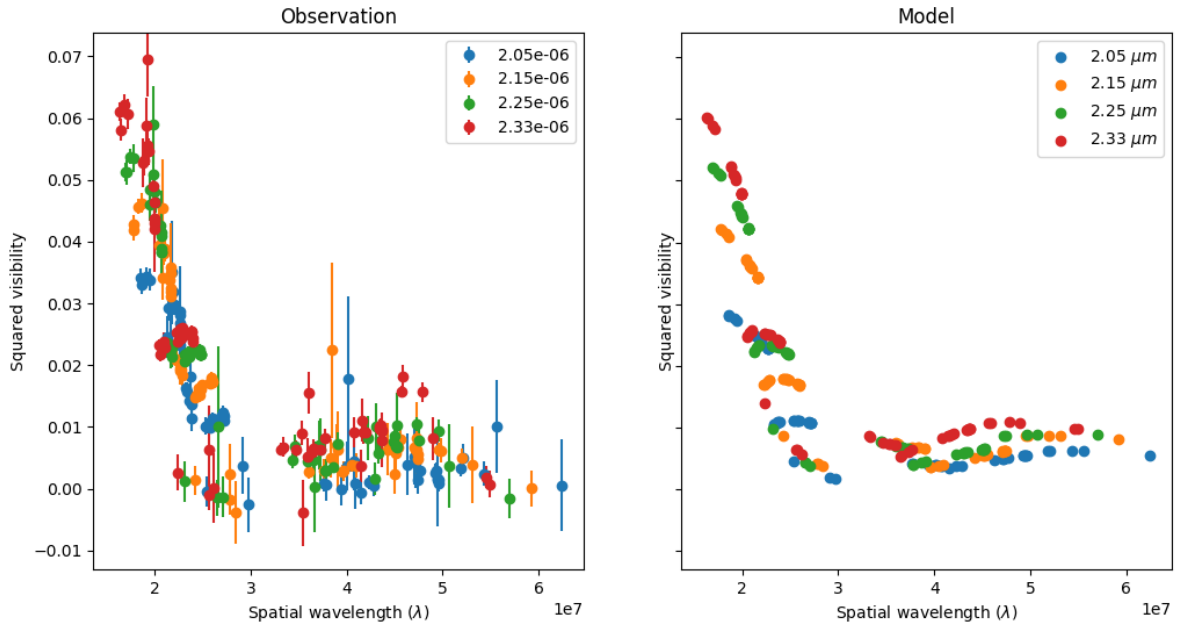 Observation
Squared visibility
0.07
0.06
0.05
0.04
0.03
0.02
0.01
0.00
−0.01
2.05e-06
2.15e-06
2.25e-06
2.33e-06
2 3 4 5 6
1e7
Spatial wavelength (λ)
Model
Squared visibility
2.05 μm
2.15 μm
2.25 μm
2.33 μm
2 3 4 5 6
1e7
Spatial wavelength (λ)